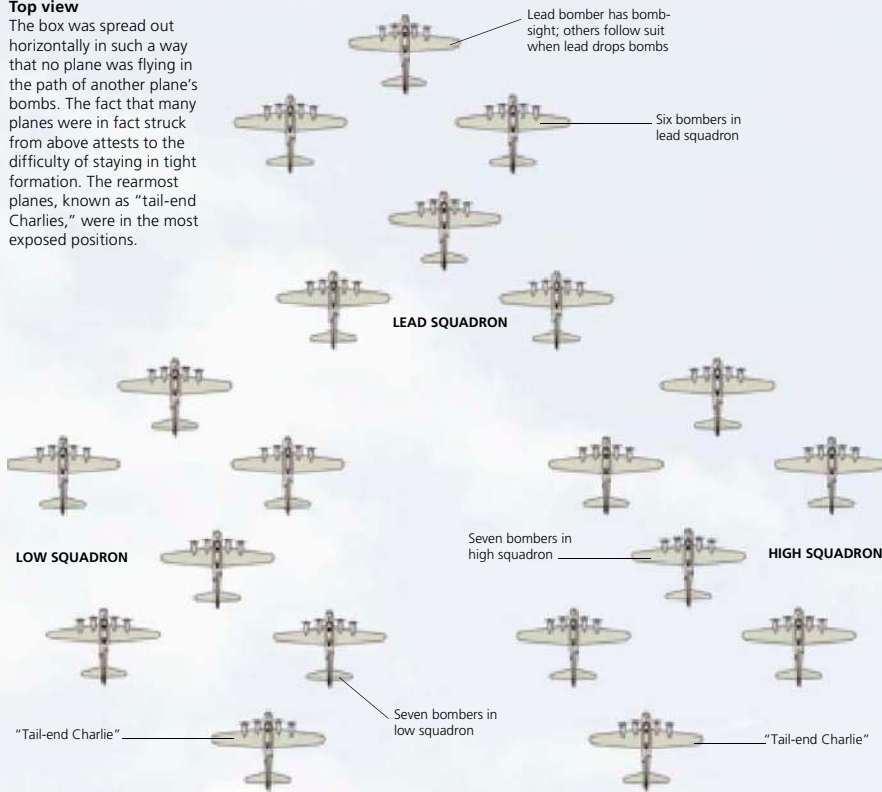 Top view
The box was spread out
horizontally in such a way
that no plane was flying in
the path of another plane’s
bombs. The fact that many
planes were in fact struck
from above attests to the
difficulty of staying in tight
formation. The rearmost
planes, known as “tail-end
Charlies,” were in the most
exposed positions.
Lead bomber has bomb-
sight; others follow suit
when lead drops bombs
Six bombers in
lead squadron
LEAD SQUADRON
LOW SQUADRON
Seven bombers in
high squadron
HIGH SQUADRON
Seven bombers in
low squadron
“Tail-end Charlie”
“Tail-end Charlie”